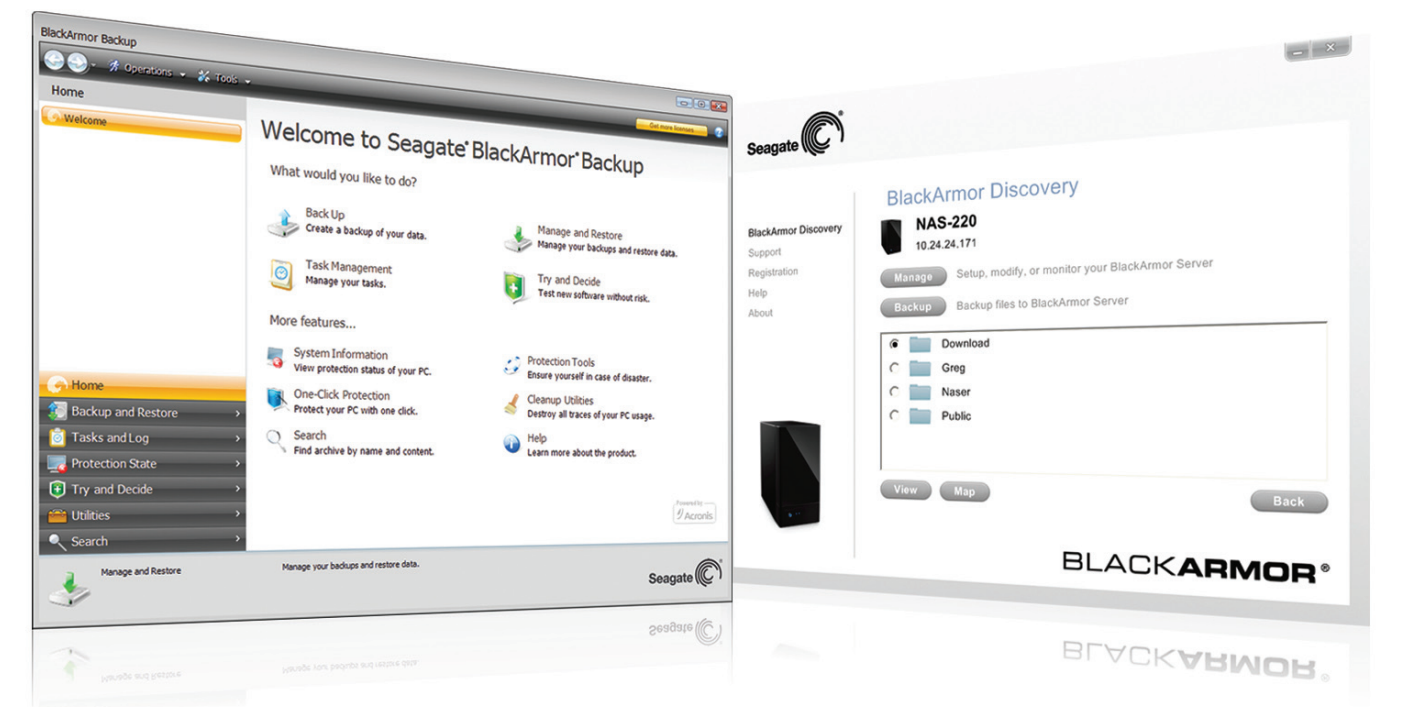 BlackArmor Backup
Operations
Tools
Home
Welcome
Get more licenses
Welcome to Seagate® BlackArmor® Backup
What would you like to do?
Back Up
Create a backup of your data.
Manage and Restore
Manage your backups and restore data.
Task Management
Manage your tasks.
Try and Decide
Test new software without risk.
More features...
System Information
View protection status of your PC.
Protection Tools
Ensure yourself in case of disaster.
One-Click Protection
Protect your PC with one click.
Cleanup Utilities
Destroy all traces of your PC usage.
Search
Find archive by name and content.
Help
Learn more about the product.
Home
Backup and Restore
Tasks and Log
Protection State
Try and Decide
Utilities
Search
Powered by
Acronis
Manage and Restore
Manage your backups and restore data.
Seagate
Seagate
BlackArmor Discovery
Support
Registration
Help
About
BlackArmor Discovery
NAS-220
10.24.24.171
Manage
Setup, modify, or monitor your BlackArmor Server
Backup
Backup files to BlackArmor Server
Download
Greg
Naser
Public
View
Map
Back
BLACKARMOR®